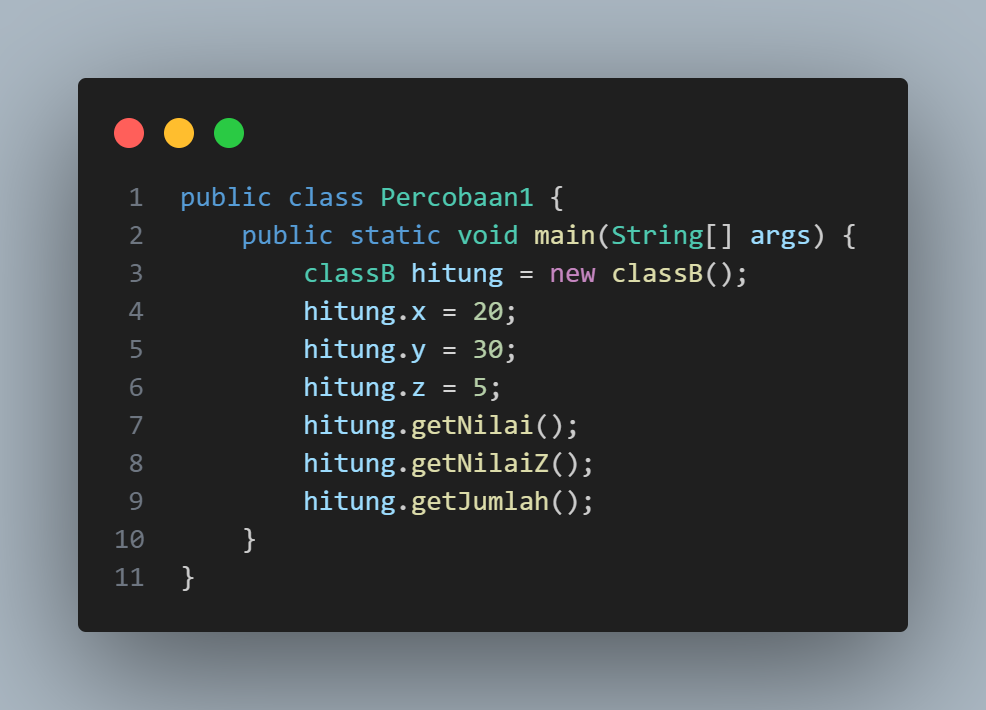 1 public class Percobaan1 {
2     public static void main(String[] args) {
3         classB hitung = new classB();
4         hitung.x = 20;
5         hitung.y = 30;
6         hitung.z = 5;
7         hitung.getNilai();
8         hitung.getNilaiZ();
9         hitung.getJumlah();
10     }
11 }